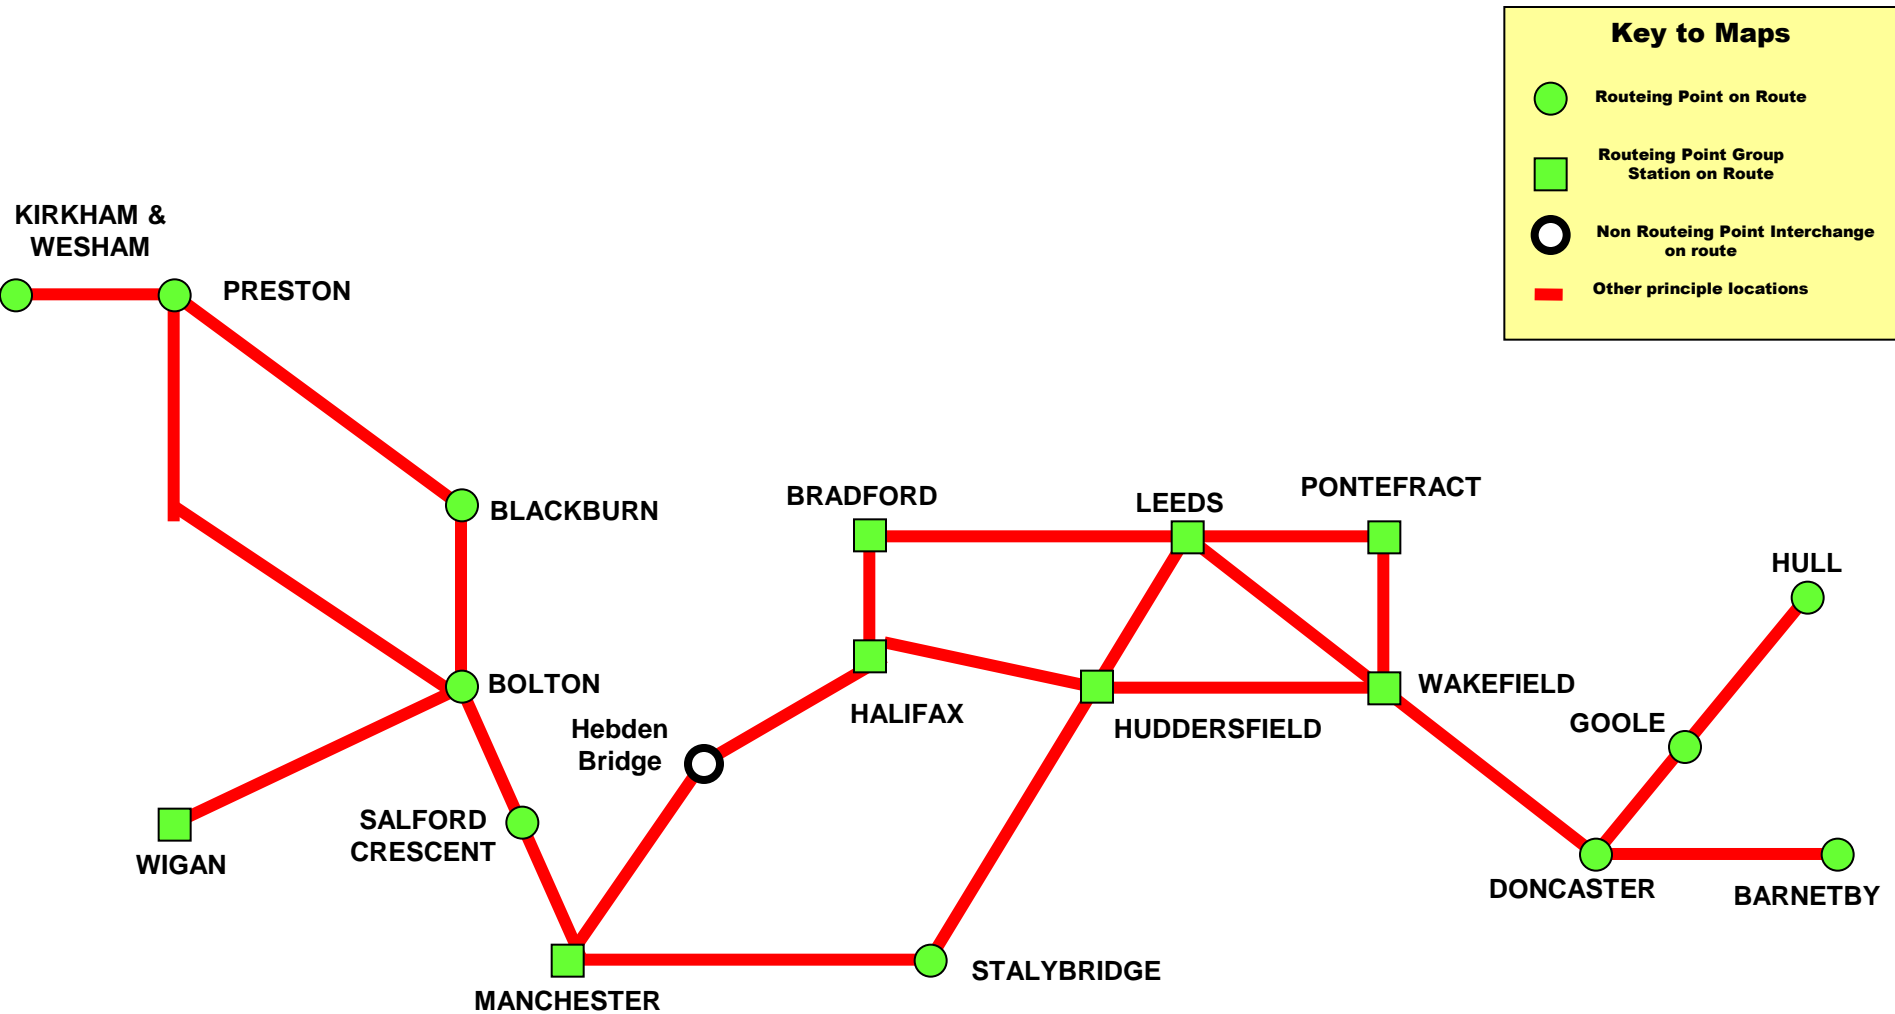 Key to Maps
Routeing Point on Route
Routeing Point Group
Station on Route
Non Routeing Point Interchange
on route
Other principle locations
KIRKHAM &
WESHAM
PRESTON
BLACKBURN
BRADFORD
LEEDS
PONTEFRACT
HULL
BOLTON
HALIFAX
HUDDERSFIELD
WAKEFIELD
GOOLE
Hebden
Bridge
WIGAN
SALFORD
CRESCENT
DONCASTER
BARNETBY
MANCHESTER
STALYBRIDGE